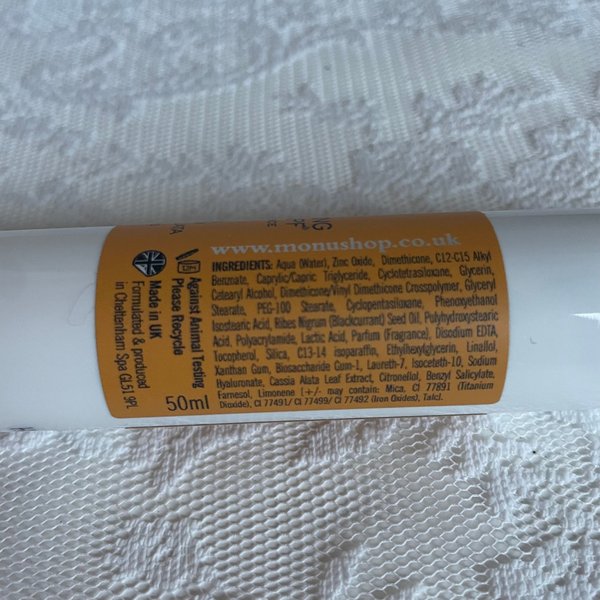 www.monushop.co.uk
INGREDIENTS: Aqua (Water), Zinc Oxide, Dimethicone, C12-C15 Alkyl
Benzoate, Caprylic/Capric Triglyceride, Cyclotetrasiloxane, Glycerin,
Cetearyl Alcohol, Dimethicone/Vinyl Dimethicone Crosspolymer, Glyceryl
Stearate, PEG-100 Stearate, Cyclopentasiloxane, Phenoxyethanol
Isostearic Acid, Ribes Nigrum (Blackcurrant) Seed Oil, Polyhydroxystearic
Acid, Polyacrylamide, Lactic Acid, Parfum (Fragrance), Disodium EDTA,
Tocopherol, Silica, C13-14 isoparaffin, Ethylhexylglycerin, Linalool,
Xanthan Gum, Biosaccharide Gum-1, Laureth-7, Isoceteth-10, Sodium
Hyaluronate, Cassia Alata Leaf Extract, Citronellol, Benzyl Salicylate,
Farnesol, Limonene [+/- may contain: Mica, CI 77891 (Titanium
Dioxide), CI 77491/ CI 77499/ CI 77492 (Iron Oxides), Talc].
Against Animal Testing
Please Recycle
Made in UK
Formulated & produced
in Cheltenham Spa GL51 9PL
50ml